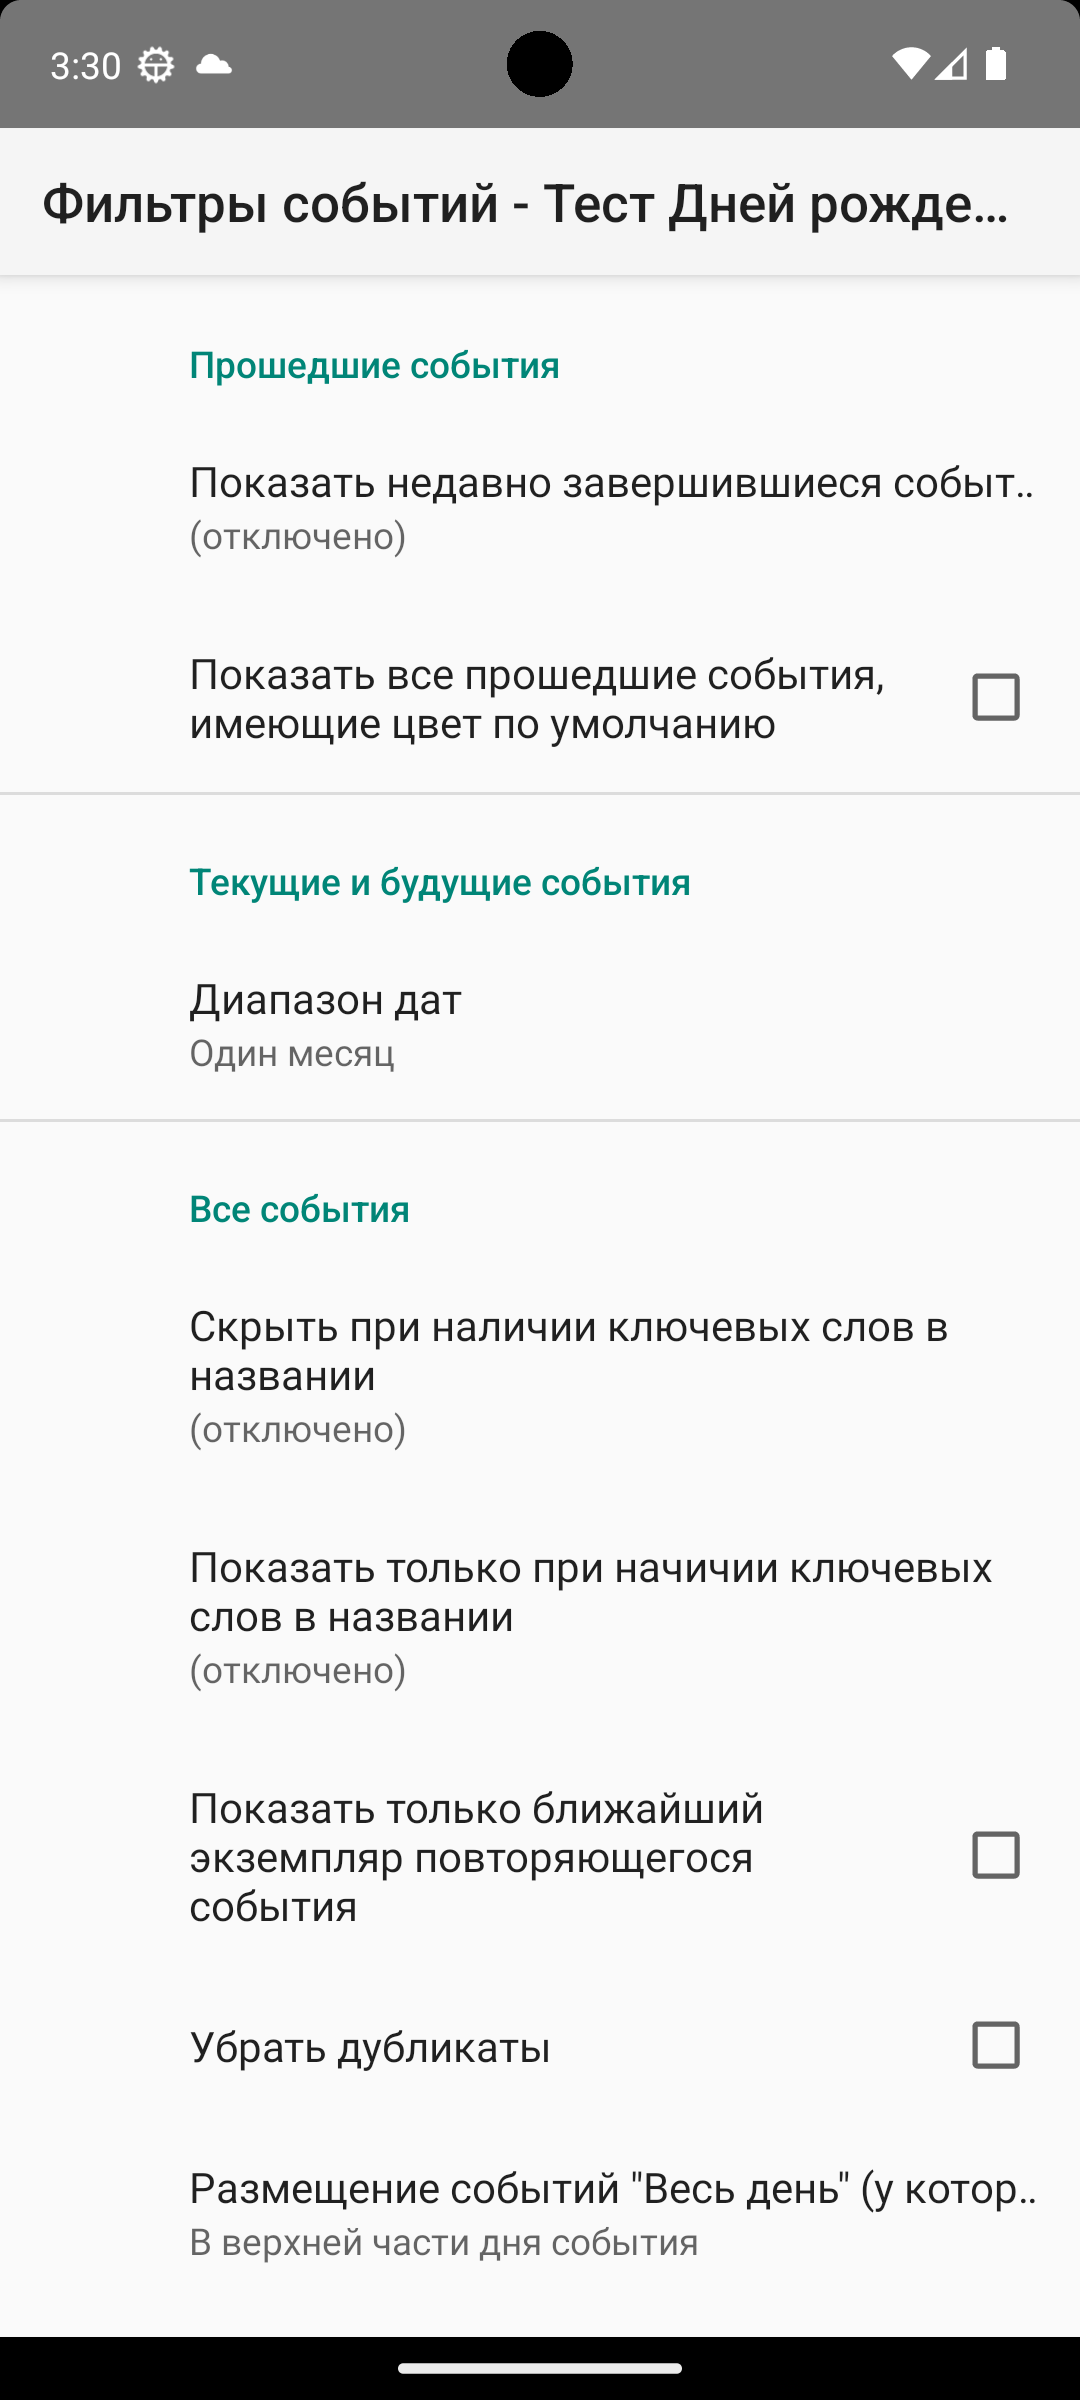 3:30
Фильтры событий - Тест Дней рожде...
Прошедшие события
Показать недавно завершившиеся событ..
(отключено)
Показать все прошедшие события,
имеющие цвет по умолчанию
Текущие и будущие события
Диапазон дат
Один месяц
Все события
Скрыть при наличии ключевых слов в
названии
(отключено)
Показать только при начичии ключевых
слов в названии
(отключено)
Показать только ближайший
экземпляр повторяющегося
события
Убрать дубликаты
Размещение событий "Весь день" (у котор..
В верхней части дня события